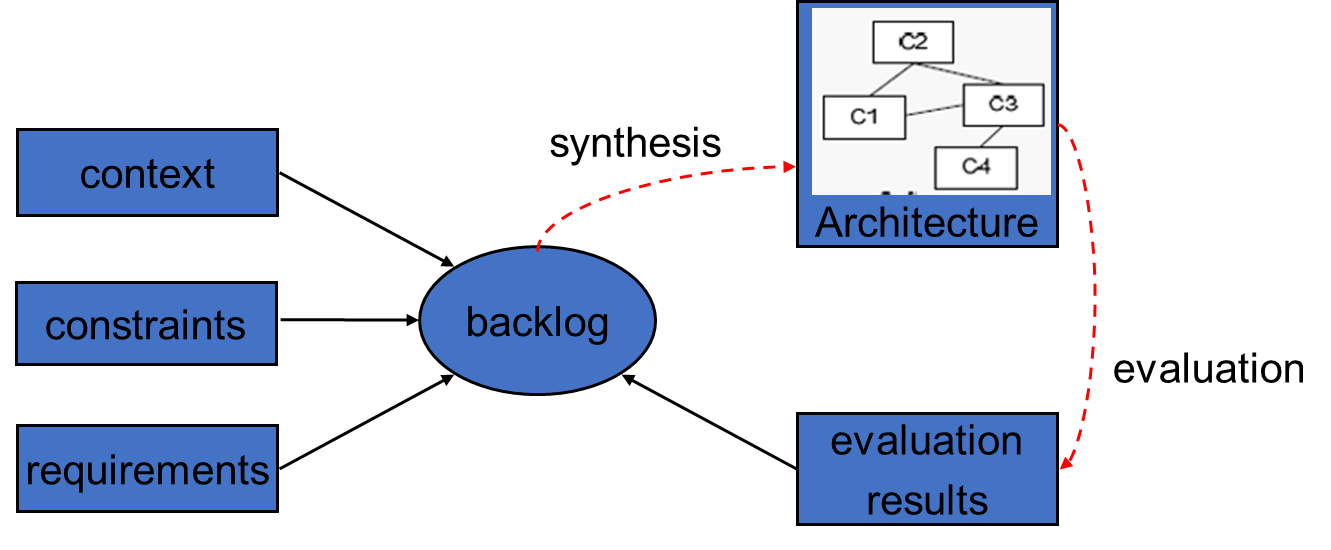 C2
C1
C3
C4
Architecture
synthesis
context
constraints
backlog
requirements
evaluation
evaluation
results